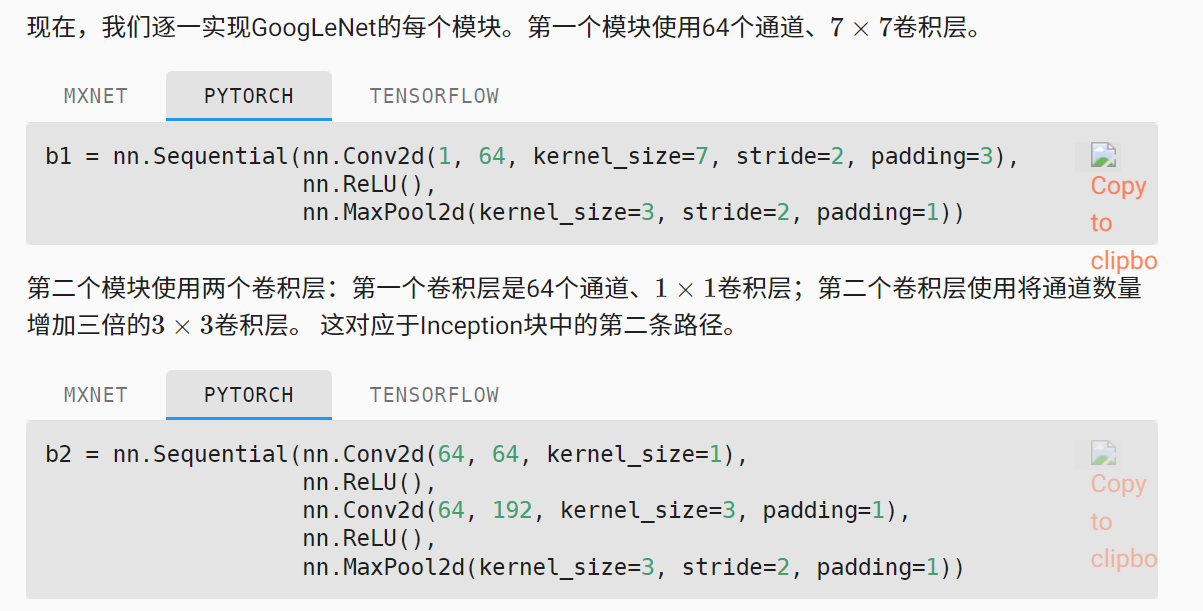 现在，我们逐一实现GoogLeNet的每个模块。第一个模块使用64个通道、7 × 7卷积层。
MXNET PYTORCH TENSORFLOW
b1 = nn.Sequential(nn.Conv2d(1, 64, kernel_size=7, stride=2, padding=3),
nn.ReLU(),
nn.MaxPool2d(kernel_size=3, stride=2, padding=1))
Copy
to
clipbo
第二个模块使用两个卷积层：第一个卷积层是64个通道、1 × 1卷积层；第二个卷积层使用将通道数量
增加三倍的3 × 3卷积层。 这对应于Inception块中的第二条路径。
MXNET PYTORCH TENSORFLOW
b2 = nn.Sequential(nn.Conv2d(64, 64, kernel_size=1),
nn.ReLU(),
nn.Conv2d(64, 192, kernel_size=3, padding=1),
nn.ReLU(),
nn.MaxPool2d(kernel_size=3, stride=2, padding=1))
Copy
to
clipbo